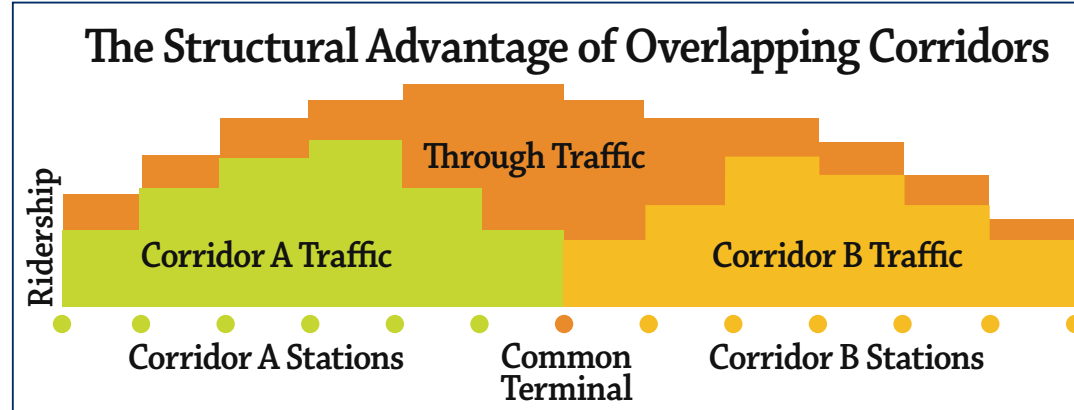 The Structural Advantage of Overlapping Corridors
Through Traffic
Ridership
Corridor A Traffic
Corridor B Traffic
Corridor A Stations
Common
Terminal
Corridor B Stations